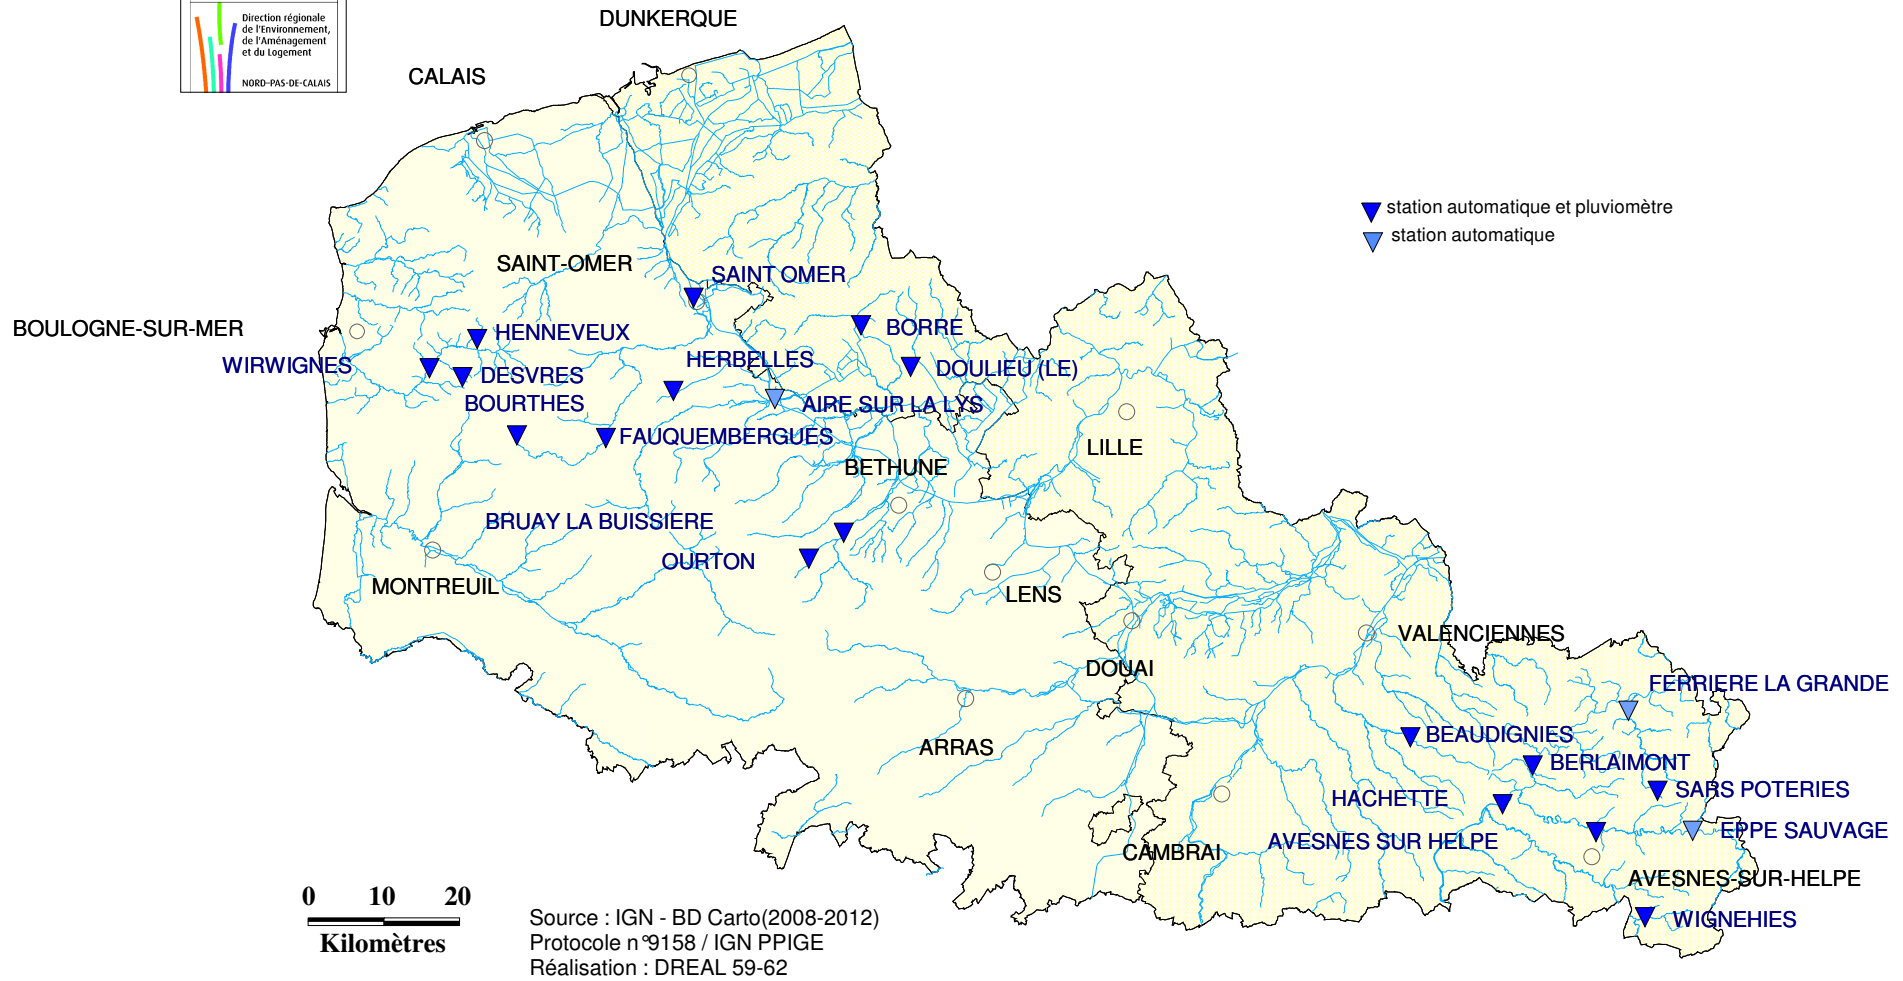 DUNKERQUE
Direction régionale
de l'Environnement,
de l'Aménagement
et du Logement
NORD-PAS-DE-CALAIS
CALAIS
station automatique et pluviomètre
station automatique
SAINT-OMER
SAINT OMER
BOULOGNE-SUR-MER
HENNEVEUX
BORRE
WIRWIGNES
HERBELLES
DOULIEU (LE)
DESVRES
BOURTHES
AIRE SUR LA LYS
FAUQUEMBERGUES
LILLE
BETHUNE
BRUAY LA BUISSIERE
OURTON
MONTREUIL
LENS
VALENCIENNES
DOUAI
FERRIERE LA GRANDE
BEAUDIGNIES
ARRAS
BERLAIMONT
SARS POTERIES
HACHETTE
EPPE SAUVAGE
AVESNES SUR HELPE
CAMBRAI
AVESNES-SUR-HELPE
WIGNEHIES
0 10 20
Kilomètres
Source : IGN - BD Carto(2008-2012)
Protocole n°9158 / IGN PPIGE
Réalisation : DREAL 59-62